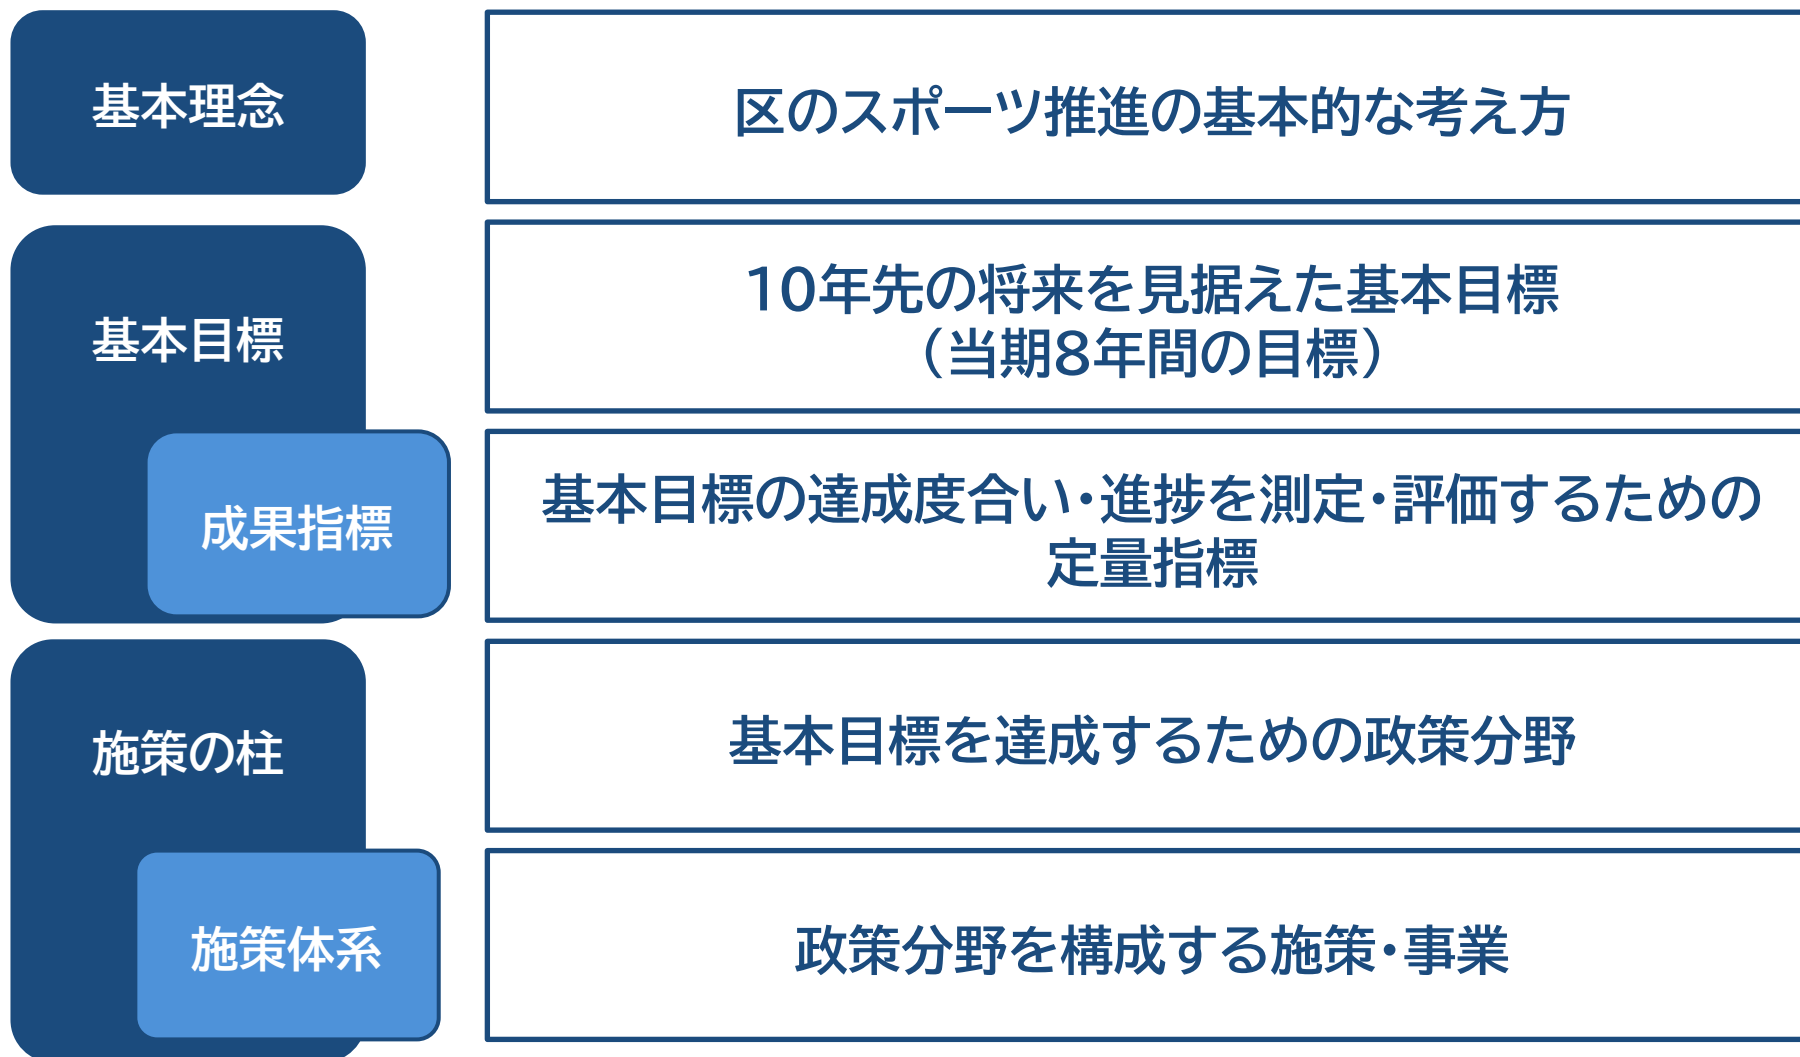 基本理念
区のスポーツ推進の基本的な考え方
基本目標
10年先の将来を見据えた基本目標
（当期8年間の目標）
成果指標
基本目標の達成度合い・進捗を測定・評価するための
定量指標
施策の柱
基本目標を達成するための政策分野
施策体系
政策分野を構成する施策・事業